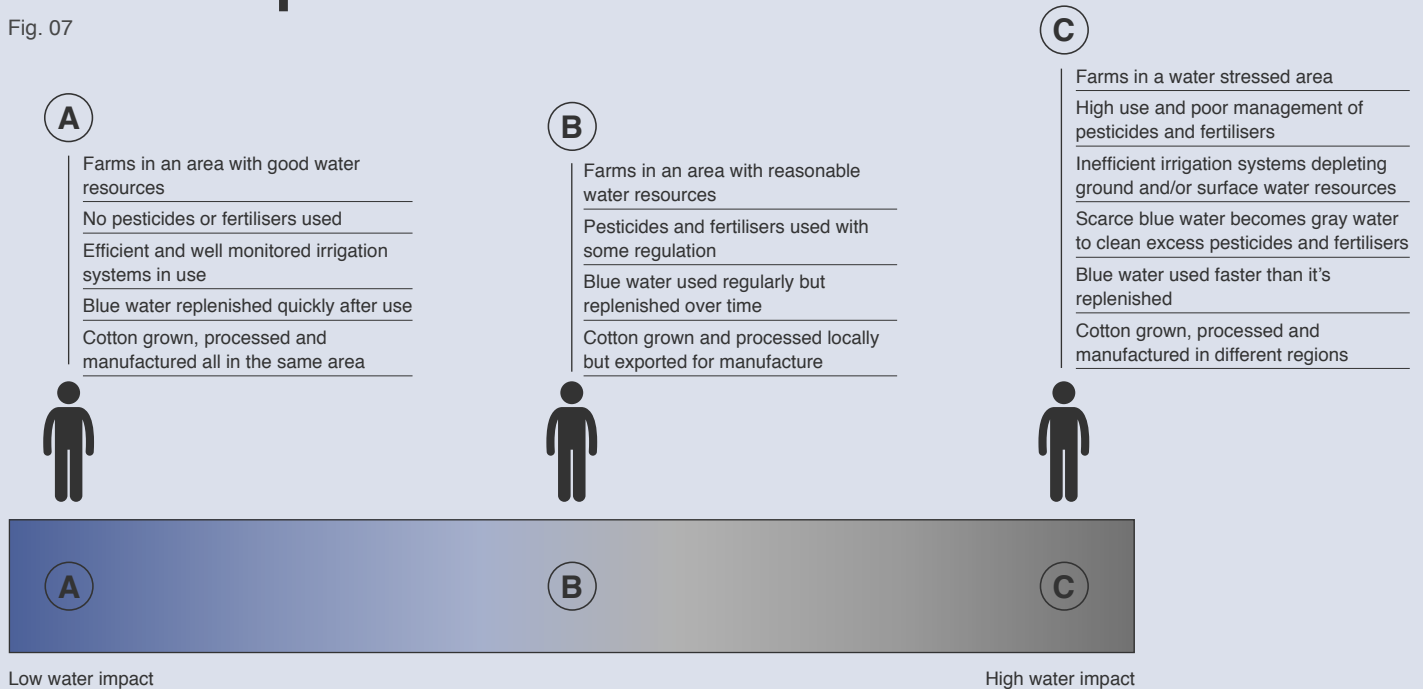 Fig. 07
A
Farms in an area with good water
resources
No pesticides or fertilisers used
Efficient and well monitored irrigation
systems in use
Blue water replenished quickly after use
Cotton grown, processed and
manufactured all in the same area
B
Farms in an area with reasonable
water resources
Pesticides and fertilisers used with
some regulation
Blue water used regularly but
replenished over time
Cotton grown and processed locally
but exported for manufacture
C
Farms in a water stressed area
High use and poor management of
pesticides and fertilisers
Inefficient irrigation systems depleting
ground and/or surface water resources
Scarce blue water becomes gray water
to clean excess pesticides and fertilisers
Blue water used faster than it’s
replenished
Cotton grown, processed and
manufactured in different regions
A
B
C
Low water impact
High water impact